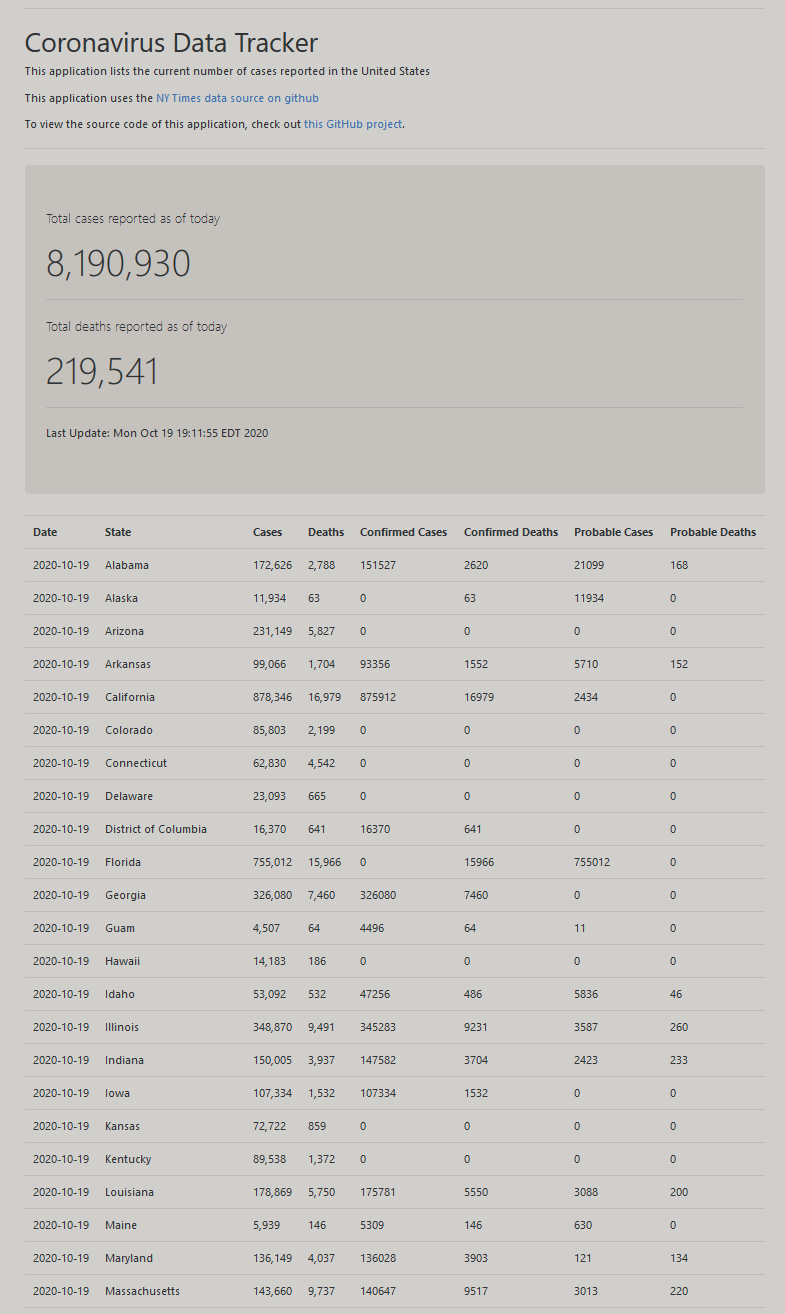 Coronavirus Data Tracker
This application lists the current number of cases reported in the United States
This application uses the NY Times data source on github
To view the source code of this application, check out this GitHub project.
Total cases reported as of today
8,190,930
Total deaths reported as of today
219,541
Last Update: Mon Oct 19 19:11:55 EDT 2020
Date State Cases Deaths Confirmed Cases Confirmed Deaths Probable Cases Probable Deaths
2020-10-19 Alabama 172,626 2,788 151527 2620 21099 168
2020-10-19 Alaska 11,934 63 0 63 11934 0
2020-10-19 Arizona 231,149 5,827 0 0 0 0
2020-10-19 Arkansas 99,066 1,704 93356 1552 5710 152
2020-10-19 California 878,346 16,979 875912 16979 2434 0
2020-10-19 Colorado 85,803 2,199 0 0 0 0
2020-10-19 Connecticut 62,830 4,542 0 0 0 0
2020-10-19 Delaware 23,093 665 0 0 0 0
2020-10-19 District of Columbia 16,370 641 16370 641 0 0
2020-10-19 Florida 755,012 15,966 0 15966 755012 0
2020-10-19 Georgia 326,080 7,460 326080 7460 0 0
2020-10-19 Guam 4,507 64 4496 64 11 0
2020-10-19 Hawaii 14,183 186 0 0 0 0
2020-10-19 Idaho 53,092 532 47256 486 5836 46
2020-10-19 Illinois 348,870 9,491 345283 9231 3587 260
2020-10-19 Indiana 150,005 3,937 147582 3704 2423 233
2020-10-19 Iowa 107,334 1,532 107334 1532 0 0
2020-10-19 Kansas 72,722 859 0 0 0 0
2020-10-19 Kentucky 89,538 1,372 0 0 0 0
2020-10-19 Louisiana 178,869 5,750 175781 5550 3088 200
2020-10-19 Maine 5,939 146 5309 146 630 0
2020-10-19 Maryland 136,149 4,037 136028 3903 121 134
2020-10-19 Massachusetts 143,660 9,737 140647 9517 3013 220